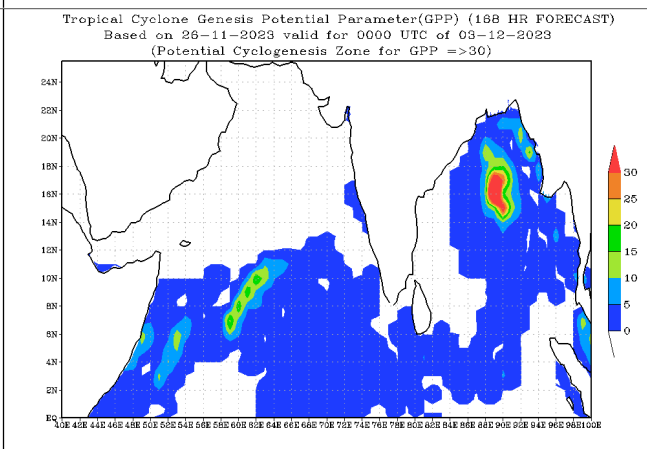 Tropical Cyclone Genesis Potential Parameter(GPP) (168 HR FORECAST)
Based on 26-11-2023 valid for 0000 UTC of 03-12-2023
(Potential Cyclogenesis Zone for GPP =>30)
24N
22N
20N
18N
16N
14N
12N
10N
8N
6N
4N
2N
EQ
40E 42E 44E 46E 48E 50E 52E 54E 56E 58E 60E 62E 64E 66E 68E 70E 72E 74E 76E 78E 80E 82E 84E 86E 88E 90E 92E 94E 96E 98E 100E
30
25
20
15
10
5
0